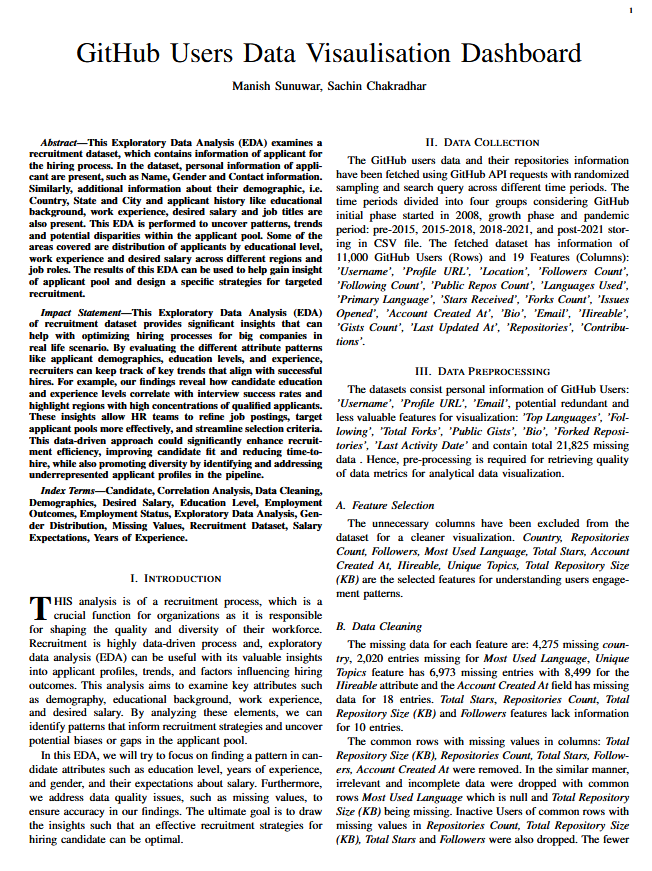 1
GitHub Users Data Visaulisation Dashboard
Manish Sunuwar, Sachin Chakradhar
Abstract—This Exploratory Data Analysis (EDA) examines a
recruitment dataset, which contains information of applicant for
the hiring process. In the dataset, personal information of appli-
cant are present, such as Name, Gender and Contact information.
Similarly, additional information about their demographic, i.e.
Country, State and City and applicant history like educational
background, work experience, desired salary and job titles are
also present. This EDA is performed to uncover patterns, trends
and potential disparities within the applicant pool. Some of the
areas covered are distribution of applicants by educational level,
work experience and desired salary across different regions and
job roles. The results of this EDA can be used to help gain insight
of applicant pool and design a specific strategies for targeted
recruitment.
Impact Statement—This Exploratory Data Analysis (EDA)
of recruitment dataset provides significant insights that can
help with optimizing hiring processes for big companies in
real life scenario. By evaluating the different attribute patterns
like applicant demographics, education levels, and experience,
recruiters can keep track of key trends that align with successful
hires. For example, our findings reveal how candidate education
and experience levels correlate with interview success rates and
highlight regions with high concentrations of qualified applicants.
These insights allow HR teams to refine job postings, target
applicant pools more effectively, and streamline selection criteria.
This data-driven approach could significantly enhance recruit-
ment efficiency, improving candidate fit and reducing time-to-
hire, while also promoting diversity by identifying and addressing
underrepresented applicant profiles in the pipeline.
Index Terms—Candidate, Correlation Analysis, Data Cleaning,
Demographics, Desired Salary, Education Level, Employment
Outcomes, Employment Status, Exploratory Data Analysis, Gen-
der Distribution, Missing Values, Recruitment Dataset, Salary
Expectations, Years of Experience.
I. INTRODUCTION
THIS analysis is of a recruitment process, which is a
crucial function for organizations as it is responsible
for shaping the quality and diversity of their workforce.
Recruitment is highly data-driven process and, exploratory
data analysis (EDA) can be useful with its valuable insights
into applicant profiles, trends, and factors influencing hiring
outcomes. This analysis aims to examine key attributes such
as demography, educational background, work experience,
and desired salary. By analyzing these elements, we can
identify patterns that inform recruitment strategies and uncover
potential biases or gaps in the applicant pool.
In this EDA, we will try to focus on finding a pattern in can-
didate attributes such as education level, years of experience,
and gender, and their expectations about salary. Furthermore,
we address data quality issues, such as missing values, to
ensure accuracy in our findings. The ultimate goal is to draw
the insights such that an effective recruitment strategies for
hiring candidate can be optimal.
II. DATA COLLECTION
The GitHub users data and their repositories information
have been fetched using GitHub API requests with randomized
sampling and search query across different time periods. The
time periods divided into four groups considering GitHub
initial phase started in 2008, growth phase and pandemic
period: pre-2015, 2015-2018, 2018-2021, and post-2021 stor-
ing in CSV file. The fetched dataset has information of
11,000 GitHub Users (Rows) and 19 Features (Columns):
'Username', 'Profile URL', 'Location', 'Followers Count',
'Following Count', 'Public Repos Count', 'Languages Used',
'Primary Language', 'Stars Received', 'Forks Count', 'Issues
Opened', 'Account Created At', 'Bio', 'Email', 'Hireable',
'Gists Count', 'Last Updated At', 'Repositories', 'Contribu-
tions'.
III. DATA PREPROCESSING
The datasets consist personal information of GitHub Users:
'Username', 'Profile URL', 'Email', potential redundant and
less valuable features for visualization: 'Top Languages', 'Fol-
lowing', 'Total Forks', 'Public Gists', 'Bio', 'Forked Reposi-
tories', 'Last Activity Date' and contain total 21,825 missing
data . Hence, pre-processing is required for retrieving quality
of data metrics for analytical data visualization.
A. Feature Selection
The unnecessary columns have been excluded from the
dataset for a cleaner visualization. Country, Repositories
Count, Followers, Most Used Language, Total Stars, Account
Created At, Hireable, Unique Topics, Total Repository Size
(KB) are the selected features for understanding users engage-
ment patterns.
B. Data Cleaning
The missing data for each feature are: 4,275 missing coun-
try, 2,020 entries missing for Most Used Language, Unique
Topics feature has 6,973 missing entries with 8,499 for the
Hireable attribute and the Account Created At field has missing
data for 18 entries. Total Stars, Repositories Count, Total
Repository Size (KB) and Followers features lack information
for 10 entries.
The common rows with missing values in columns: Total
Repository Size (KB), Repositories Count, Total Stars, Follow-
ers, Account Created At were removed. In the similar manner,
irrelevant and incomplete data were dropped with common
rows Most Used Language which is null and Total Repository
Size (KB) being missing. Inactive Users of common rows with
missing values in Repositories Count, Total Repository Size
(KB), Total Stars and Followers were also dropped. The fewer